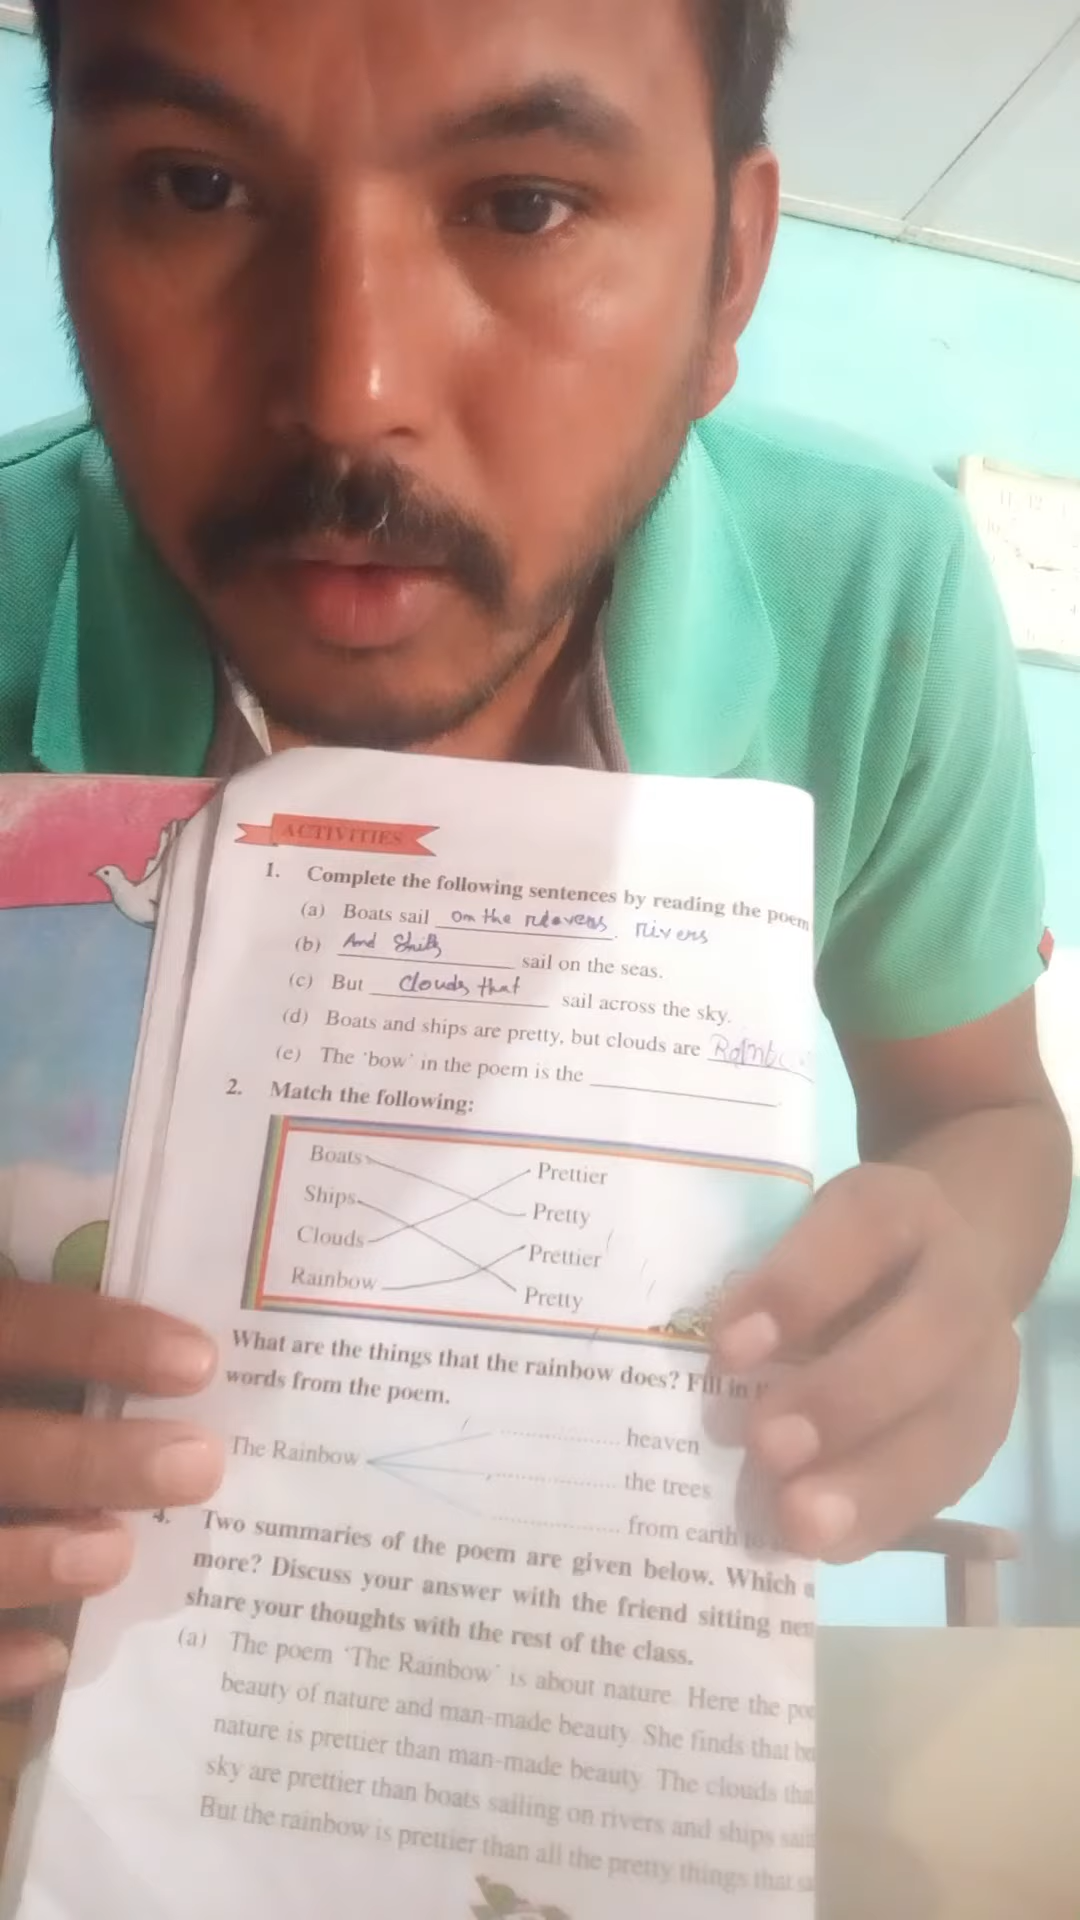 ACTIVITIES
1. Complete the following sentences by reading the poem
(a) Boats sail on the rivers
(b) And Ships sail on the seas.
(c) But clouds that sail across the sky.
(d) Boats and ships are pretty, but clouds are
(e) The 'bow' in the poem is the
2. Match the following:
Boats Prettier
Ships Pretty
Clouds Prettier
Rainbow Pretty
What are the things that the rainbow does? Fill in
words from the poem.
heaven
The Rainbow
the trees
from earth
4. Two summaries of the poem are given below. Which
more? Discuss your answer with the friend sitting
share your thoughts with the rest of the class.
(a) The poem 'The Rainbow' is about nature. Here the
beauty of nature and man-made beauty. She finds that
nature is prettier than man-made beauty. The clouds
sky are prettier than boats sailing on rivers and ships
But the rainbow is prettier than all the pretty things that